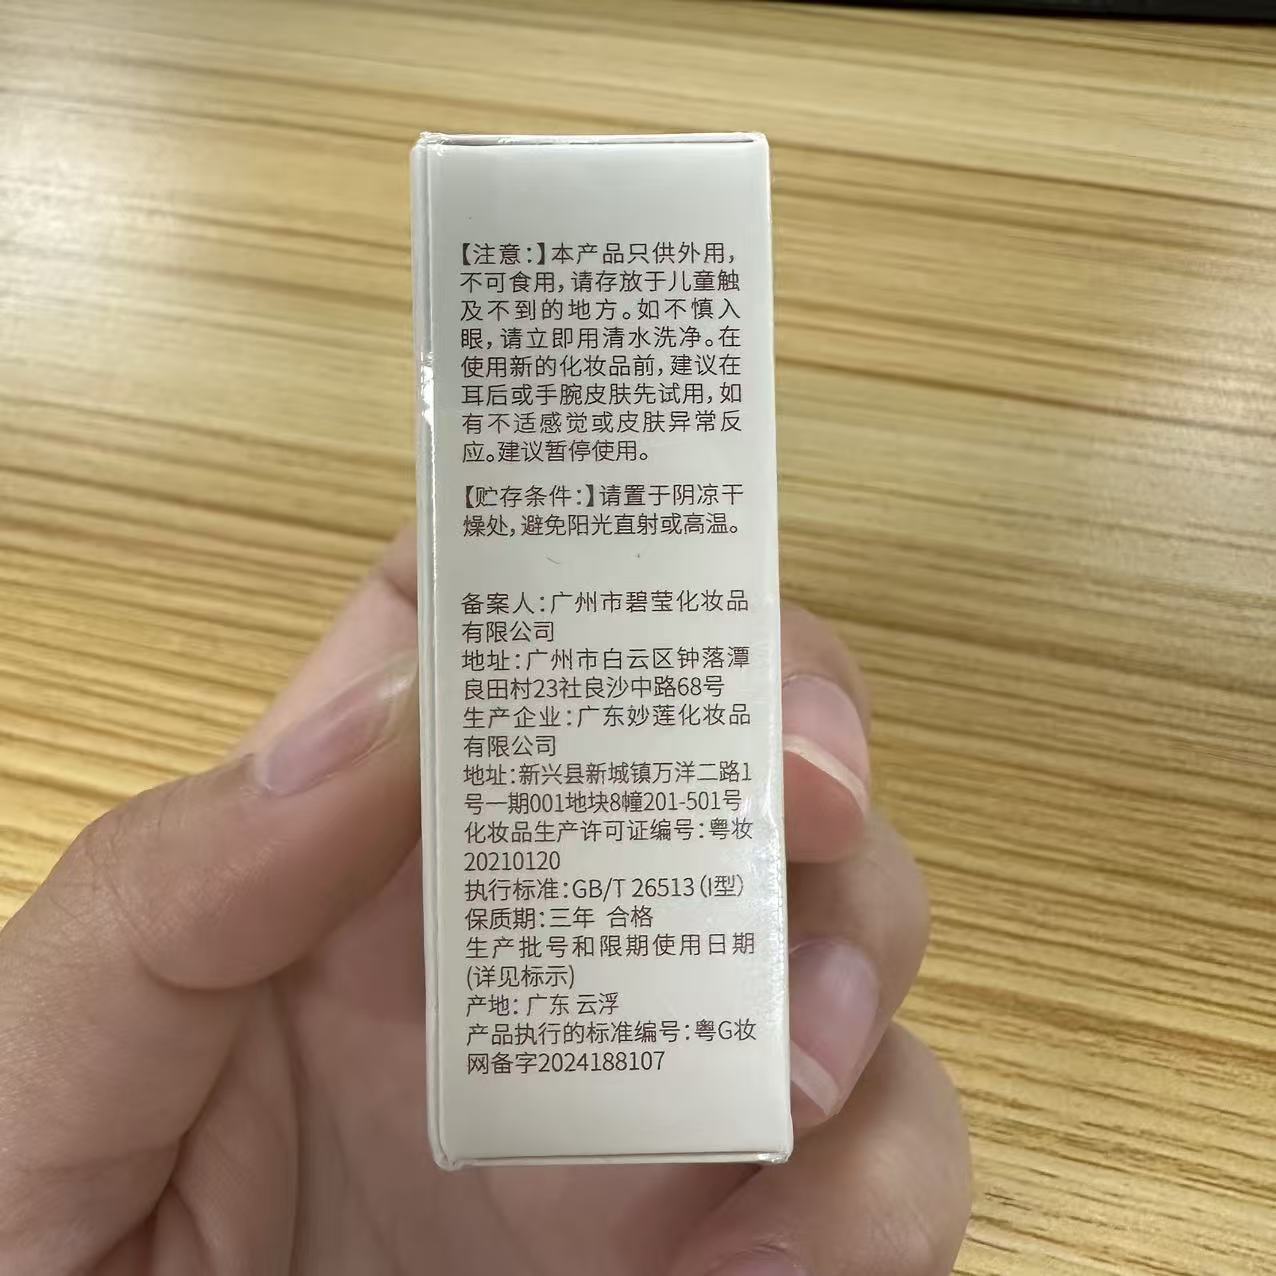 【注意：】本产品只供外用，
不可食用，请存放于儿童触
及不到的地方。如不慎入
眼，请立即用清水洗净。在
使用新的化妆品前，建议在
耳后或手腕皮肤先试用，如
有不适感觉或皮肤异常反
应。建议暂停使用。
【贮存条件：】请置于阴凉干
燥处，避免阳光直射或高温。
备案人：广州市碧莹化妆品
有限公司
地址：广州市白云区钟落潭
良田村23社良沙中路68号
生产企业：广东妙莲化妆品
有限公司
地址：新兴县新城镇万洋二路1
号一期001地块8幢201-501号
化妆品生产许可证编号：粤妆
20210120
执行标准：GB/T 26513（I型）
保质期：三年 合格
生产批号和限期使用日期
(详见标示)
产地：广东 云浮
产品执行的标准编号：粤G妆
网备字2024188107